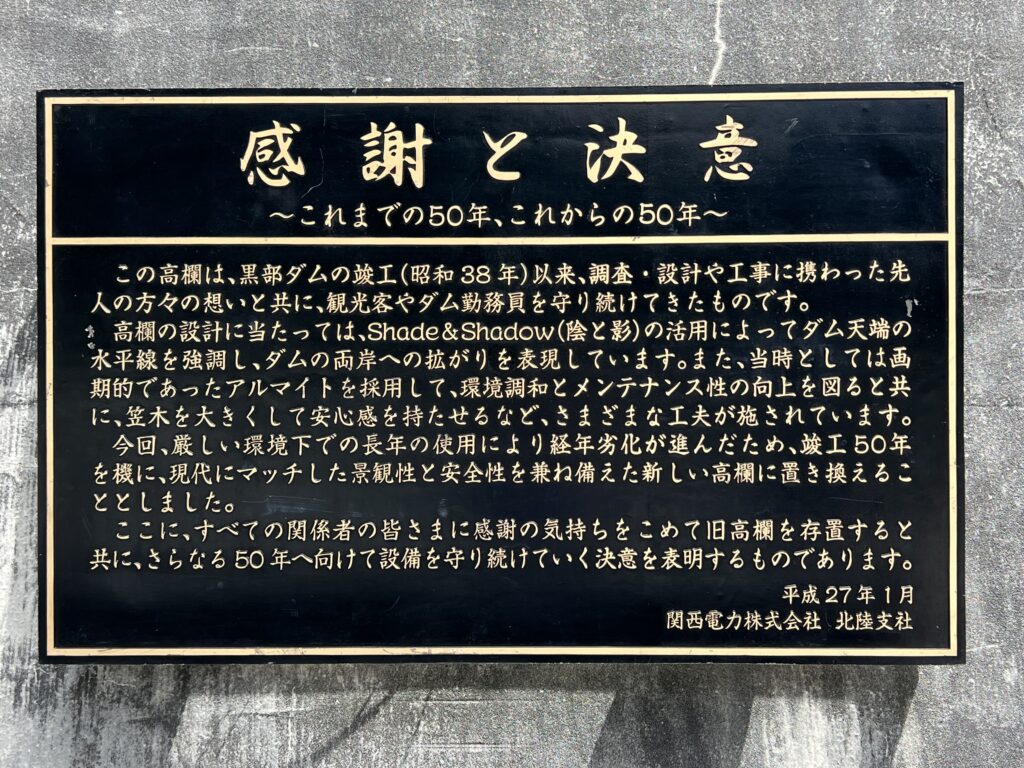 感謝と決意
〜これまでの50年、これからの50年〜
この高欄は、黒部ダムの竣工(昭和38年)以来、調査・設計や工事に携わった先
人の方々の想いと共に、観光客やダム勤務員を守り続けてきたものです。
高欄の設計に当たっては、Shade&Shadow(陰と影)の活用によってダム天端の
水平線を強調し、ダムの両岸への拡がりを表現しています。また、当時としては画
期的であったアルマイトを採用して、環境調和とメンテナンス性の向上を図ると共
に、笠木を大きくして安心感を持たせるなど、さまざまな工夫が施されています。
今回、厳しい環境下での長年の使用により経年劣化が進んだため、竣工50年
を機に、現代にマッチした景観性と安全性を兼ね備えた新しい高欄に置き換えるこ
ととしました。
ここに、すべての関係者の皆さまに感謝の気持ちをこめて旧高欄を存置すると
共に、さらなる50年へ向けて設備を守り続けていく決意を表明するものであります。
平成27年1月
関西電力株式会社 北陸支社